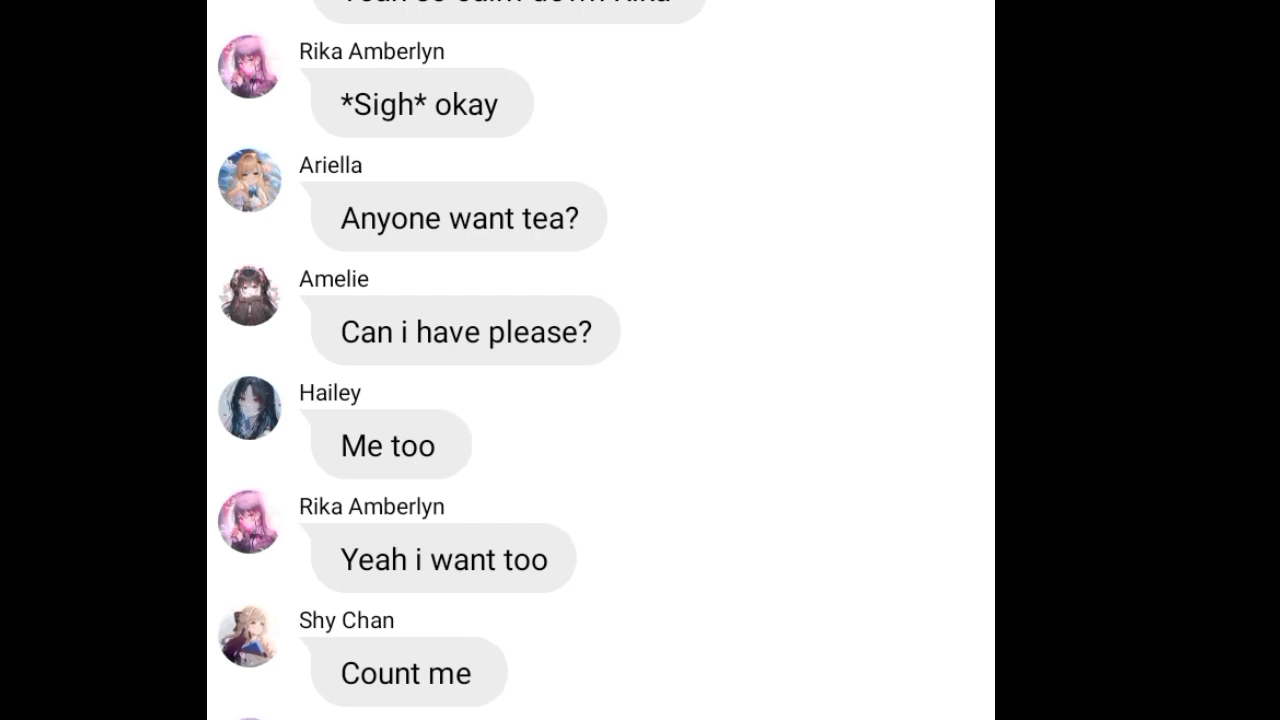 Rika Amberlyn
*Sigh* okay
Ariella
Anyone want tea?
Amelie
Can i have please?
Hailey
Me too
Rika Amberlyn
Yeah i want too
Shy Chan
Count me